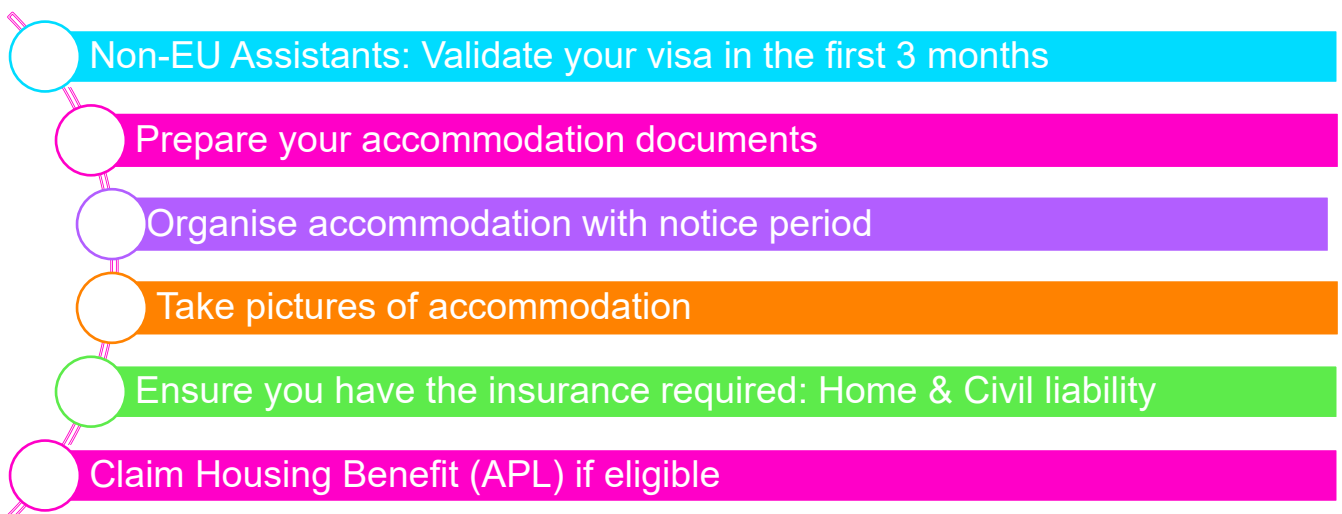 Non-EU Assistants: Validate your visa in the first 3 months
Prepare your accommodation documents
Organise accommodation with notice period
Take pictures of accommodation
Ensure you have the insurance required: Home & Civil liability
Claim Housing Benefit (APL) if eligible